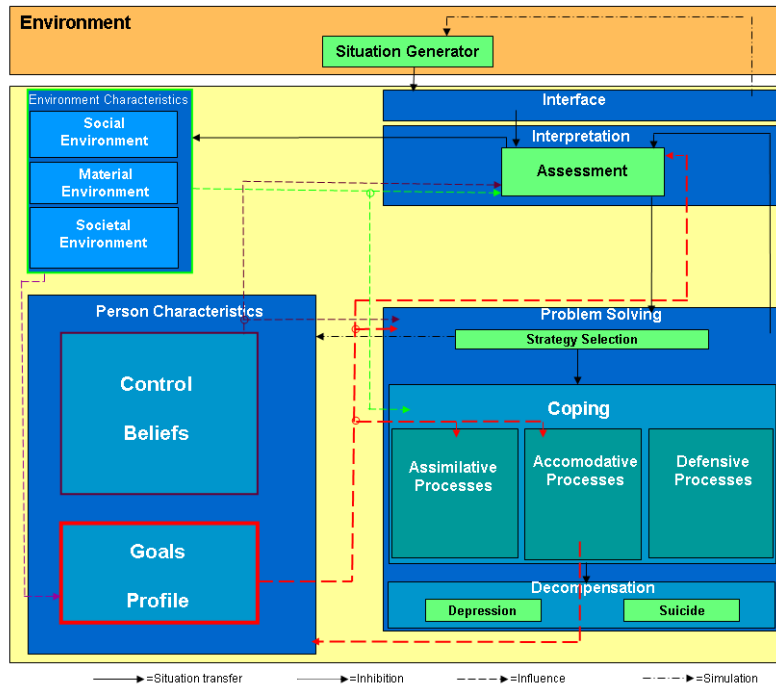 Environment
Situation Generator
Environment Characteristics
Social
Environment
Material
Environment
Societal
Environment
Interface
Interpretation
Assessment
Person Characteristics
Control
Beliefs
Goals
Profile
Problem Solving
Strategy Selection
Coping
Assimilative
Processes
Accomodative
Processes
Defensive
Processes
Decompensation
Depression
Suicide
=Situation transfer
=Inhibition
=Influence
=Simulation